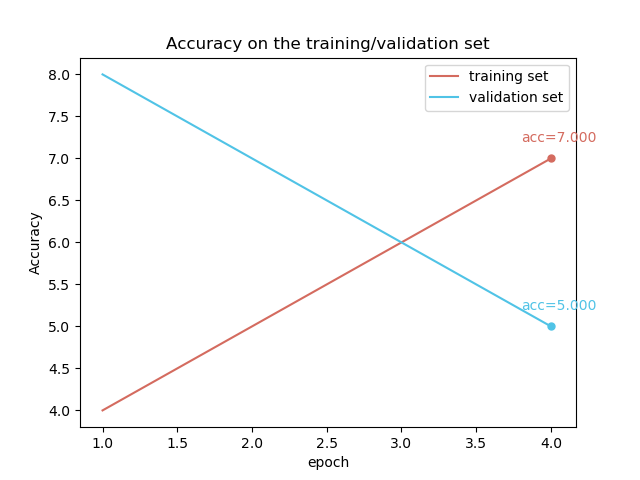 Accuracy on the training/validation set
training set
validation set
acc=7.000
acc=5.000
Accuracy
8.0
7.5
7.0
6.5
6.0
5.5
5.0
4.5
4.0
1.0 1.5 2.0 2.5 3.0 3.5 4.0
epoch